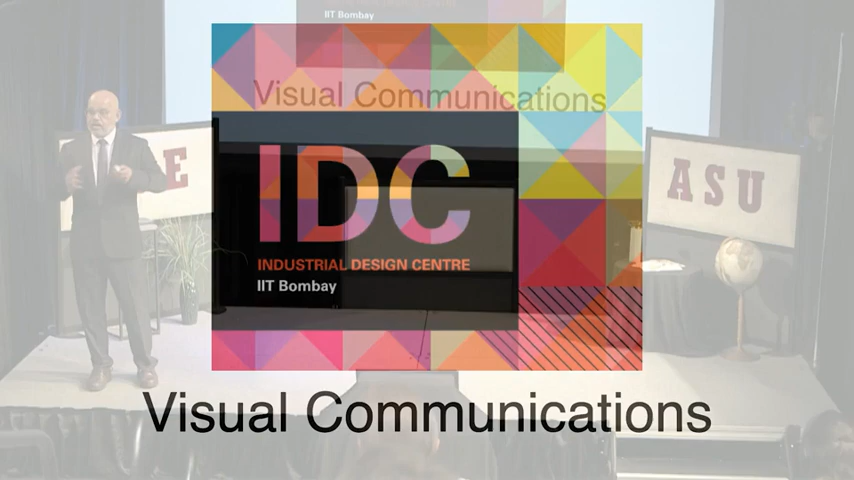 IIT Bombay
Visual Communications
E
ASU
IDC
INDUSTRIAL DESIGN CENTRE
IIT Bombay
Visual Communications